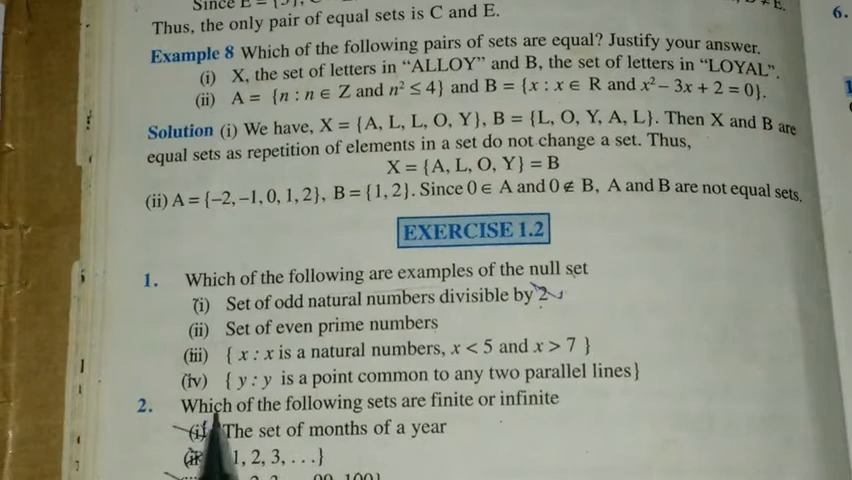 Since E =
Thus, the only pair of equal sets is C and E.
6.
Example 8 Which of the following pairs of sets are equal? Justify your answer.
(i) X, the set of letters in “ALLOY” and B, the set of letters in “LOYAL”.
(ii) A = {n : n ∈ Z and n² ≤ 4} and B = {x : x ∈ R and x² – 3x + 2 = 0}.
Solution (i) We have, X = {A, L, L, O, Y}, B = {L, O, Y, A, L}. Then X and B are
equal sets as repetition of elements in a set do not change a set. Thus,
X = {A, L, O, Y} = B
(ii) A = {–2, –1, 0, 1, 2}, B = {1, 2}. Since 0 ∈ A and 0 ∉ B, A and B are not equal sets.
EXERCISE 1.2
1. Which of the following are examples of the null set
(i) Set of odd natural numbers divisible by 2
(ii) Set of even prime numbers
(iii) { x : x is a natural numbers, x < 5 and x > 7 }
(iv) { y : y is a point common to any two parallel lines}
2. Which of the following sets are finite or infinite
(i) The set of months of a year
(ii) 1, 2, 3, . . .}
99, 100}